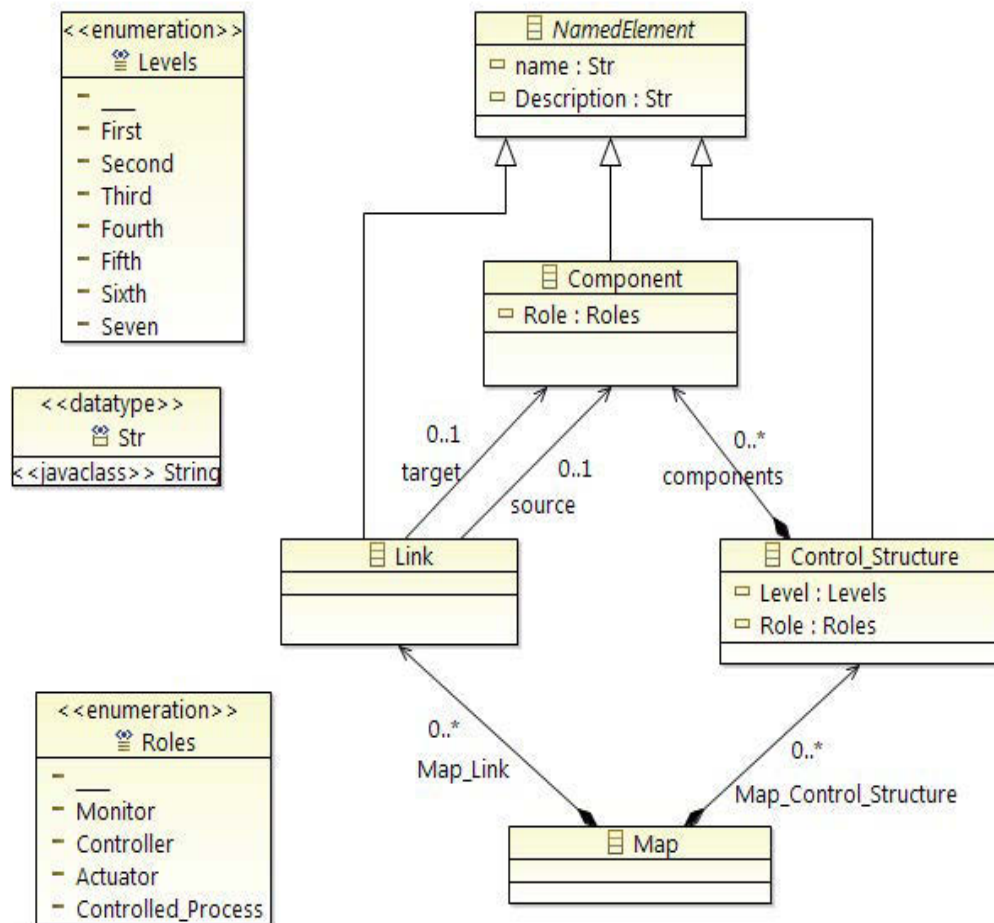 <<enumeration>>
Levels
___
First
Second
Third
Fourth
Fifth
Sixth
Seven
NamedElement
name : Str
Description : Str
Component
Role : Roles
<<datatype>>
Str
<<javaclass>> String
0..1
target
0..1
source
0..*
components
Link
Control_Structure
Level : Levels
Role : Roles
<<enumeration>>
Roles
___
Monitor
Controller
Actuator
Controlled_Process
0..*
Map_Link
0..*
Map_Control_Structure
Map